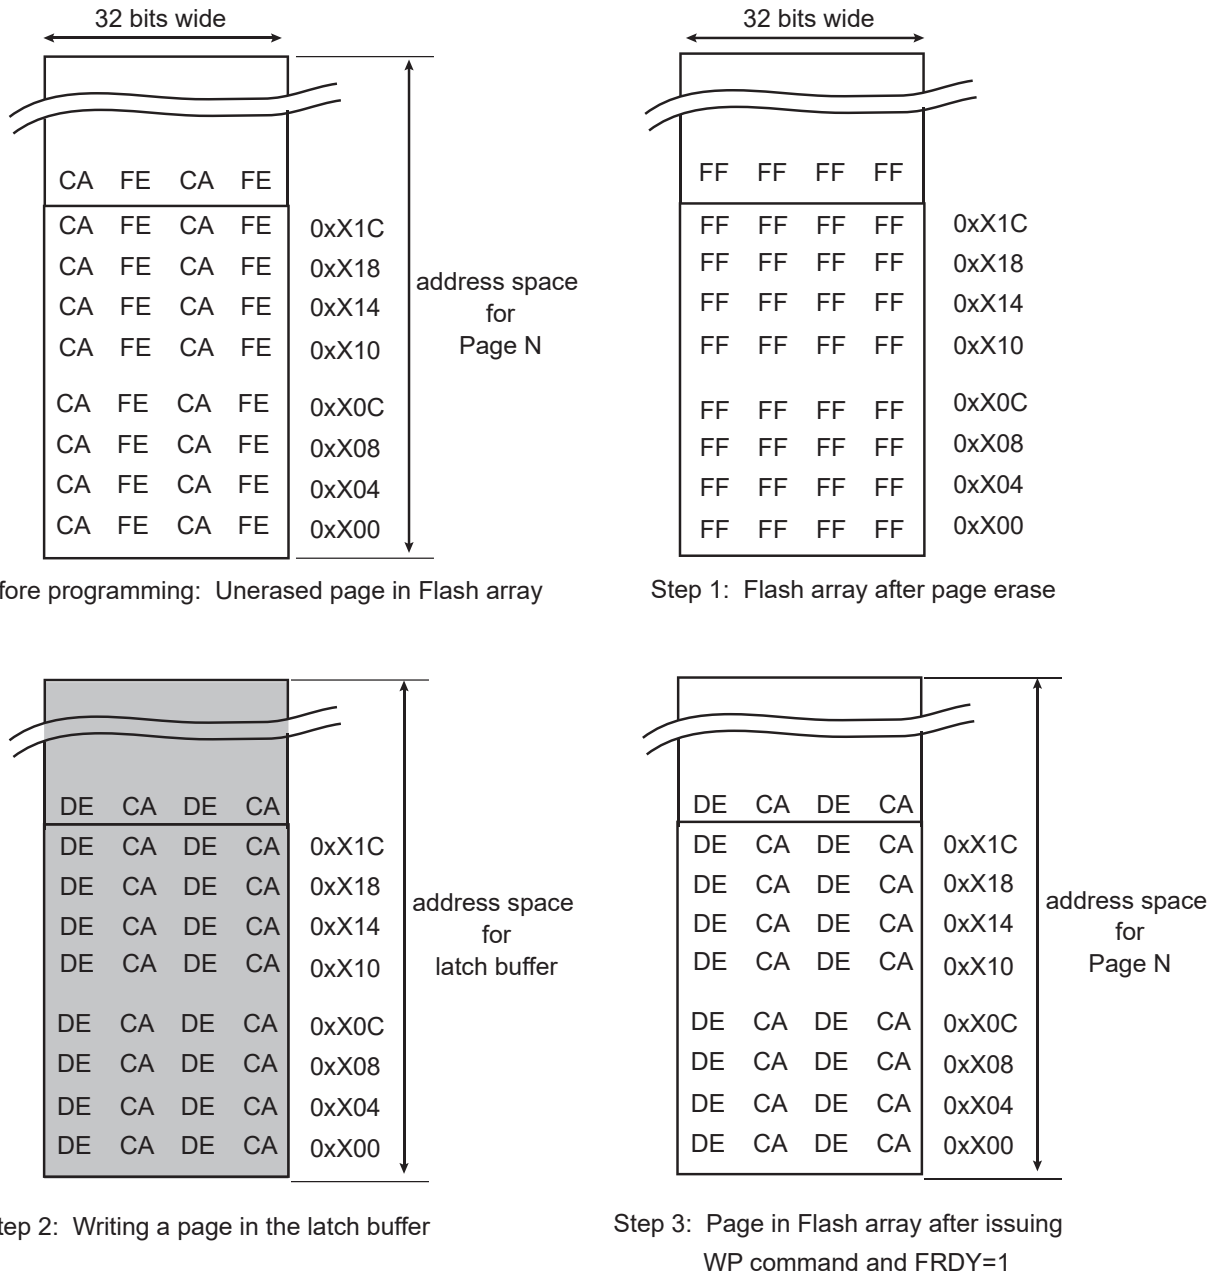 32 bits wide
CA FE CA FE
CA FE CA FE 0xX1C
CA FE CA FE 0xX18
CA FE CA FE 0xX14
CA FE CA FE 0xX10
CA FE CA FE 0xX0C
CA FE CA FE 0xX08
CA FE CA FE 0xX04
CA FE CA FE 0xX00
address space
for
Page N
fore programming: Unerased page in Flash array
32 bits wide
FF FF FF FF
FF FF FF FF 0xX1C
FF FF FF FF 0xX18
FF FF FF FF 0xX14
FF FF FF FF 0xX10
FF FF FF FF 0xX0C
FF FF FF FF 0xX08
FF FF FF FF 0xX04
FF FF FF FF 0xX00
Step 1: Flash array after page erase
DE CA DE CA
DE CA DE CA 0xX1C
DE CA DE CA 0xX18
DE CA DE CA 0xX14
DE CA DE CA 0xX10
DE CA DE CA 0xX0C
DE CA DE CA 0xX08
DE CA DE CA 0xX04
DE CA DE CA 0xX00
address space
for
latch buffer
tep 2: Writing a page in the latch buffer
DE CA DE CA
DE CA DE CA 0xX1C
DE CA DE CA 0xX18
DE CA DE CA 0xX14
DE CA DE CA 0xX10
DE CA DE CA 0xX0C
DE CA DE CA 0xX08
DE CA DE CA 0xX04
DE CA DE CA 0xX00
address space
for
Page N
Step 3: Page in Flash array after issuing
WP command and FRDY=1